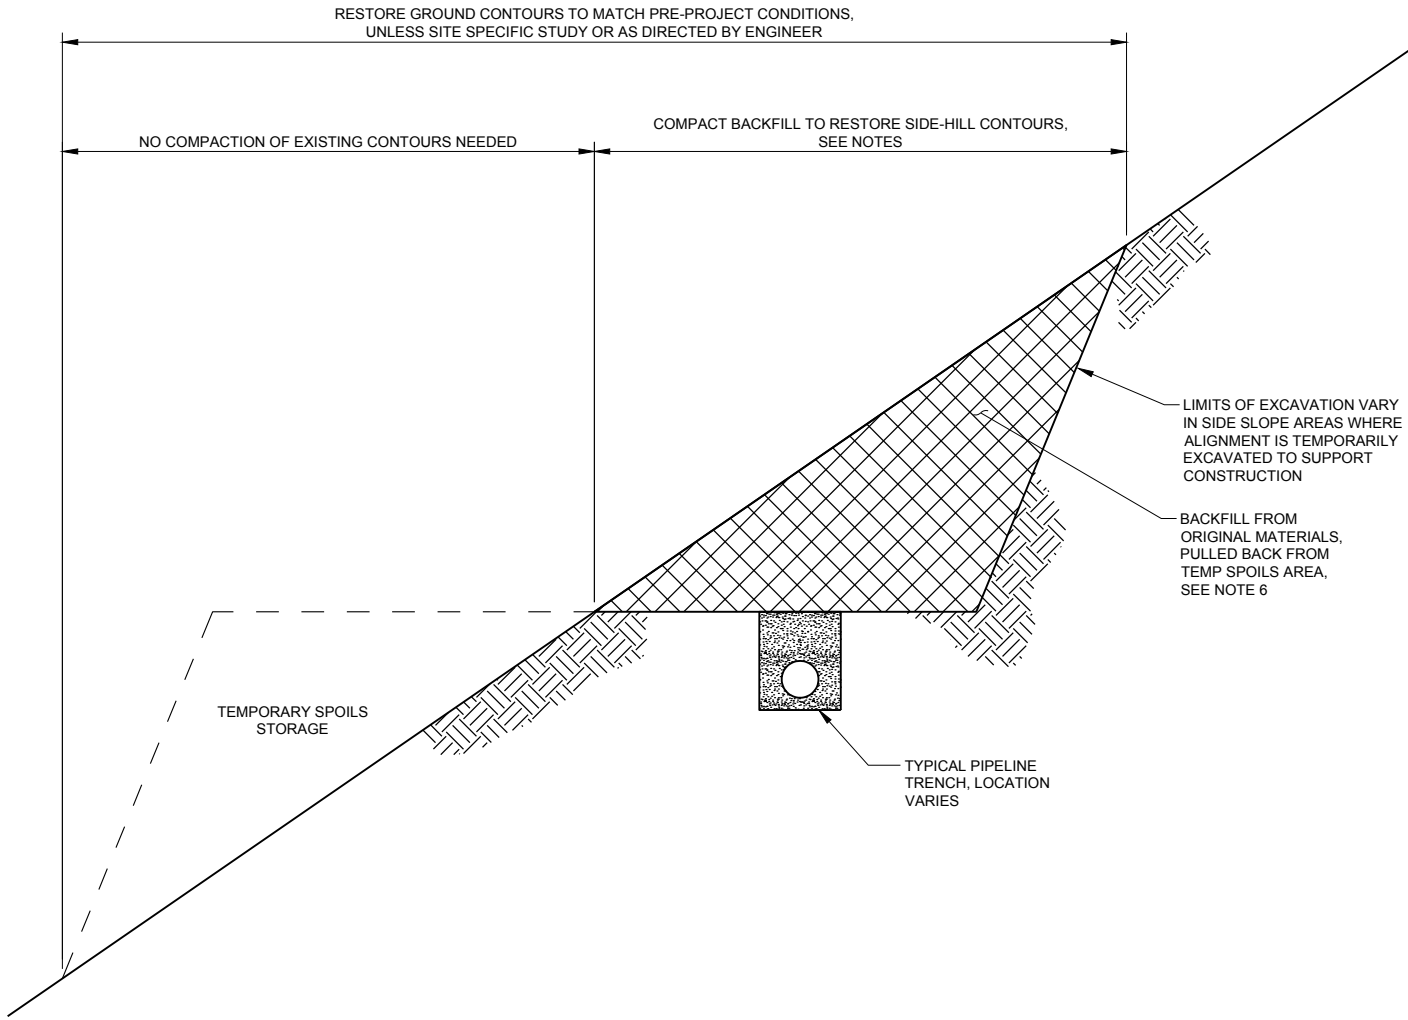 RESTORE GROUND CONTOURS TO MATCH PRE-PROJECT CONDITIONS,
UNLESS SITE SPECIFIC STUDY OR AS DIRECTED BY ENGINEER
NO COMPACTION OF EXISTING CONTOURS NEEDED
COMPACT BACKFILL TO RESTORE SIDE-HILL CONTOURS,
SEE NOTES
LIMITS OF EXCAVATION VARY
IN SIDE SLOPE AREAS WHERE
ALIGNMENT IS TEMPORARILY
EXCAVATED TO SUPPORT
CONSTRUCTION
BACKFILL FROM
ORIGINAL MATERIALS,
PULLED BACK FROM
TEMP SPOILS AREA,
SEE NOTE 6
TEMPORARY SPOILS
STORAGE
TYPICAL PIPELINE
TRENCH, LOCATION
VARIES